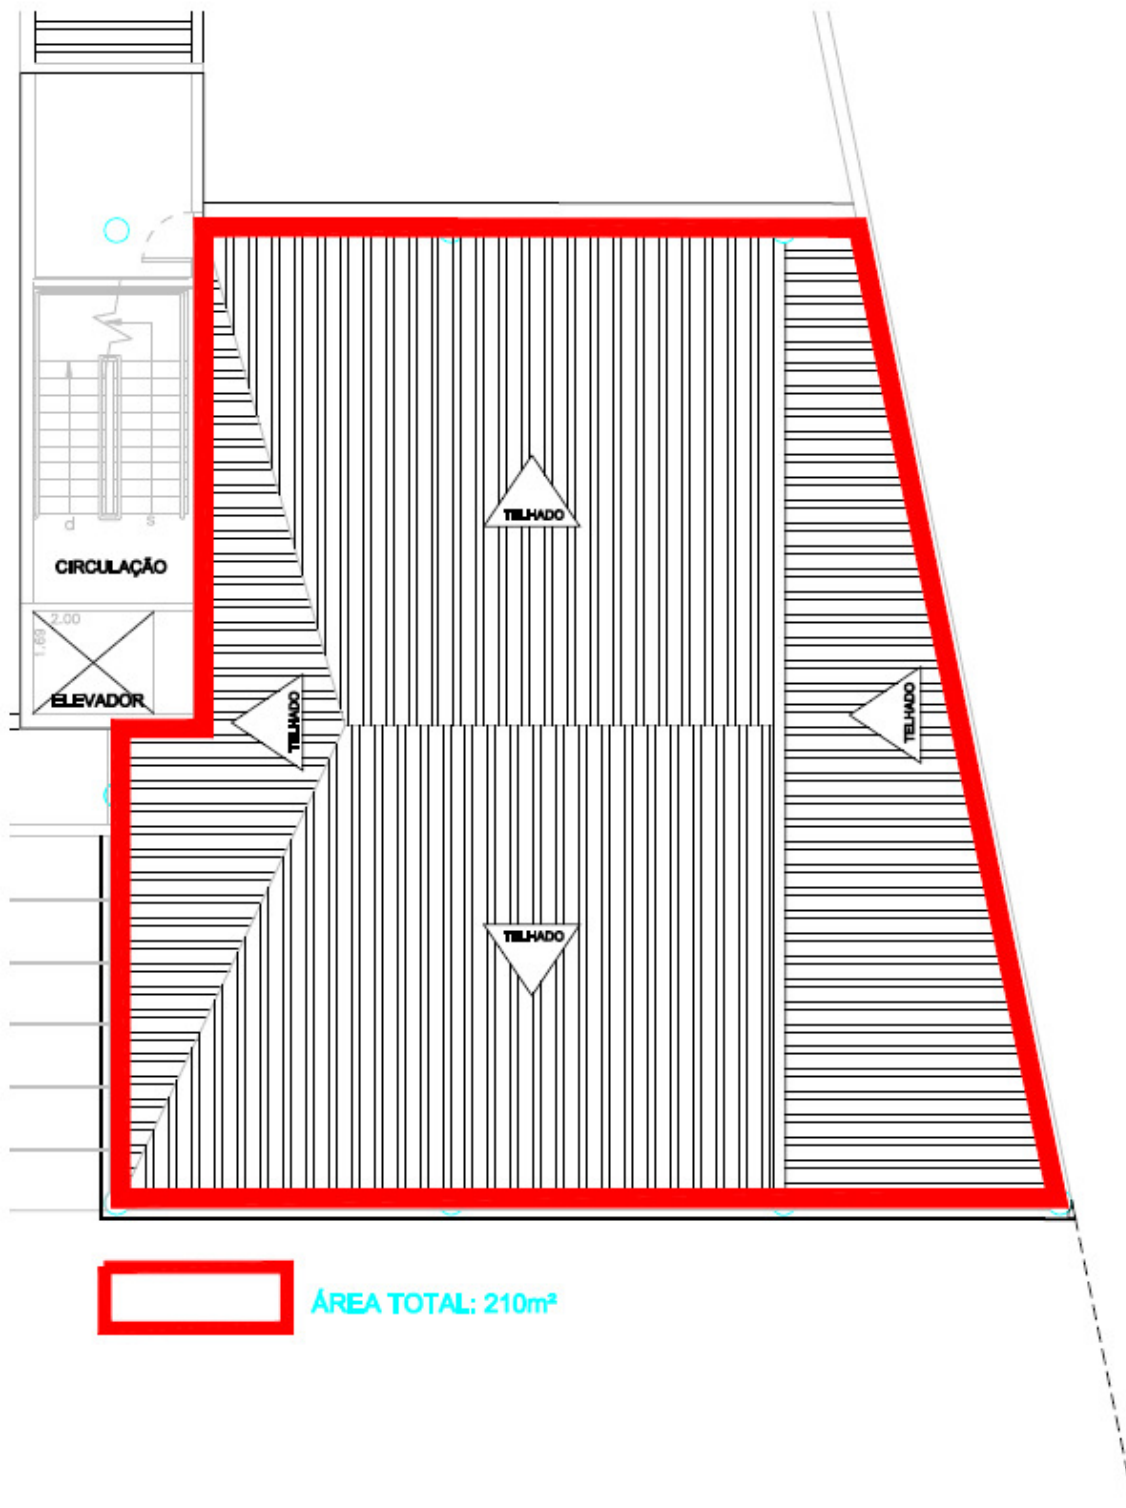 TELHADO
d
s
CIRCULAÇÃO
2.00
1.69
ELEVADOR
TELHADO
TELHADO
TELHADO
ÁREA TOTAL: 210m²